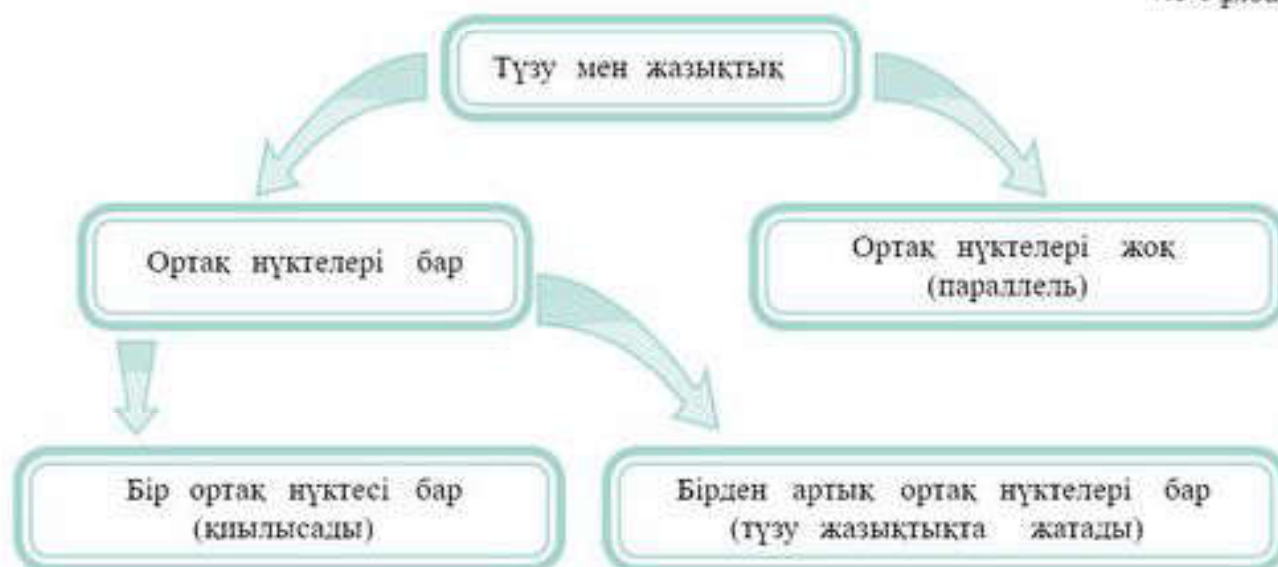 Түзу мен жазықтық
Ортақ нүктелері бар
Ортақ нүктелері жоқ
(параллель)
Бір ортақ нүктесі бар
(қиылысады)
Бірден артық ортақ нүктелері бар
(түзу жазықтықта жатады)